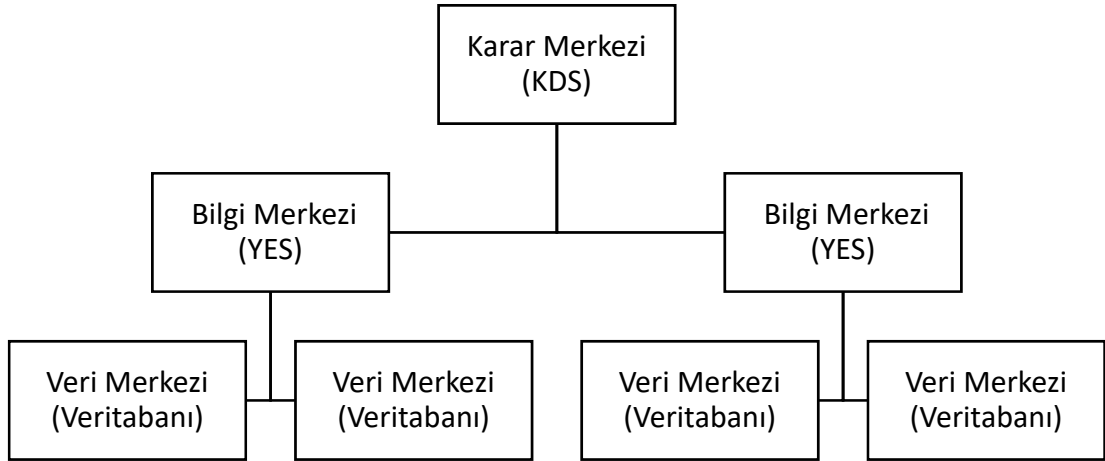 Karar Merkezi
(KDS)
Bilgi Merkezi
(YES)
Bilgi Merkezi
(YES)
Veri Merkezi
(Veritabanı)
Veri Merkezi
(Veritabanı)
Veri Merkezi
(Veritabanı)
Veri Merkezi
(Veritabanı)